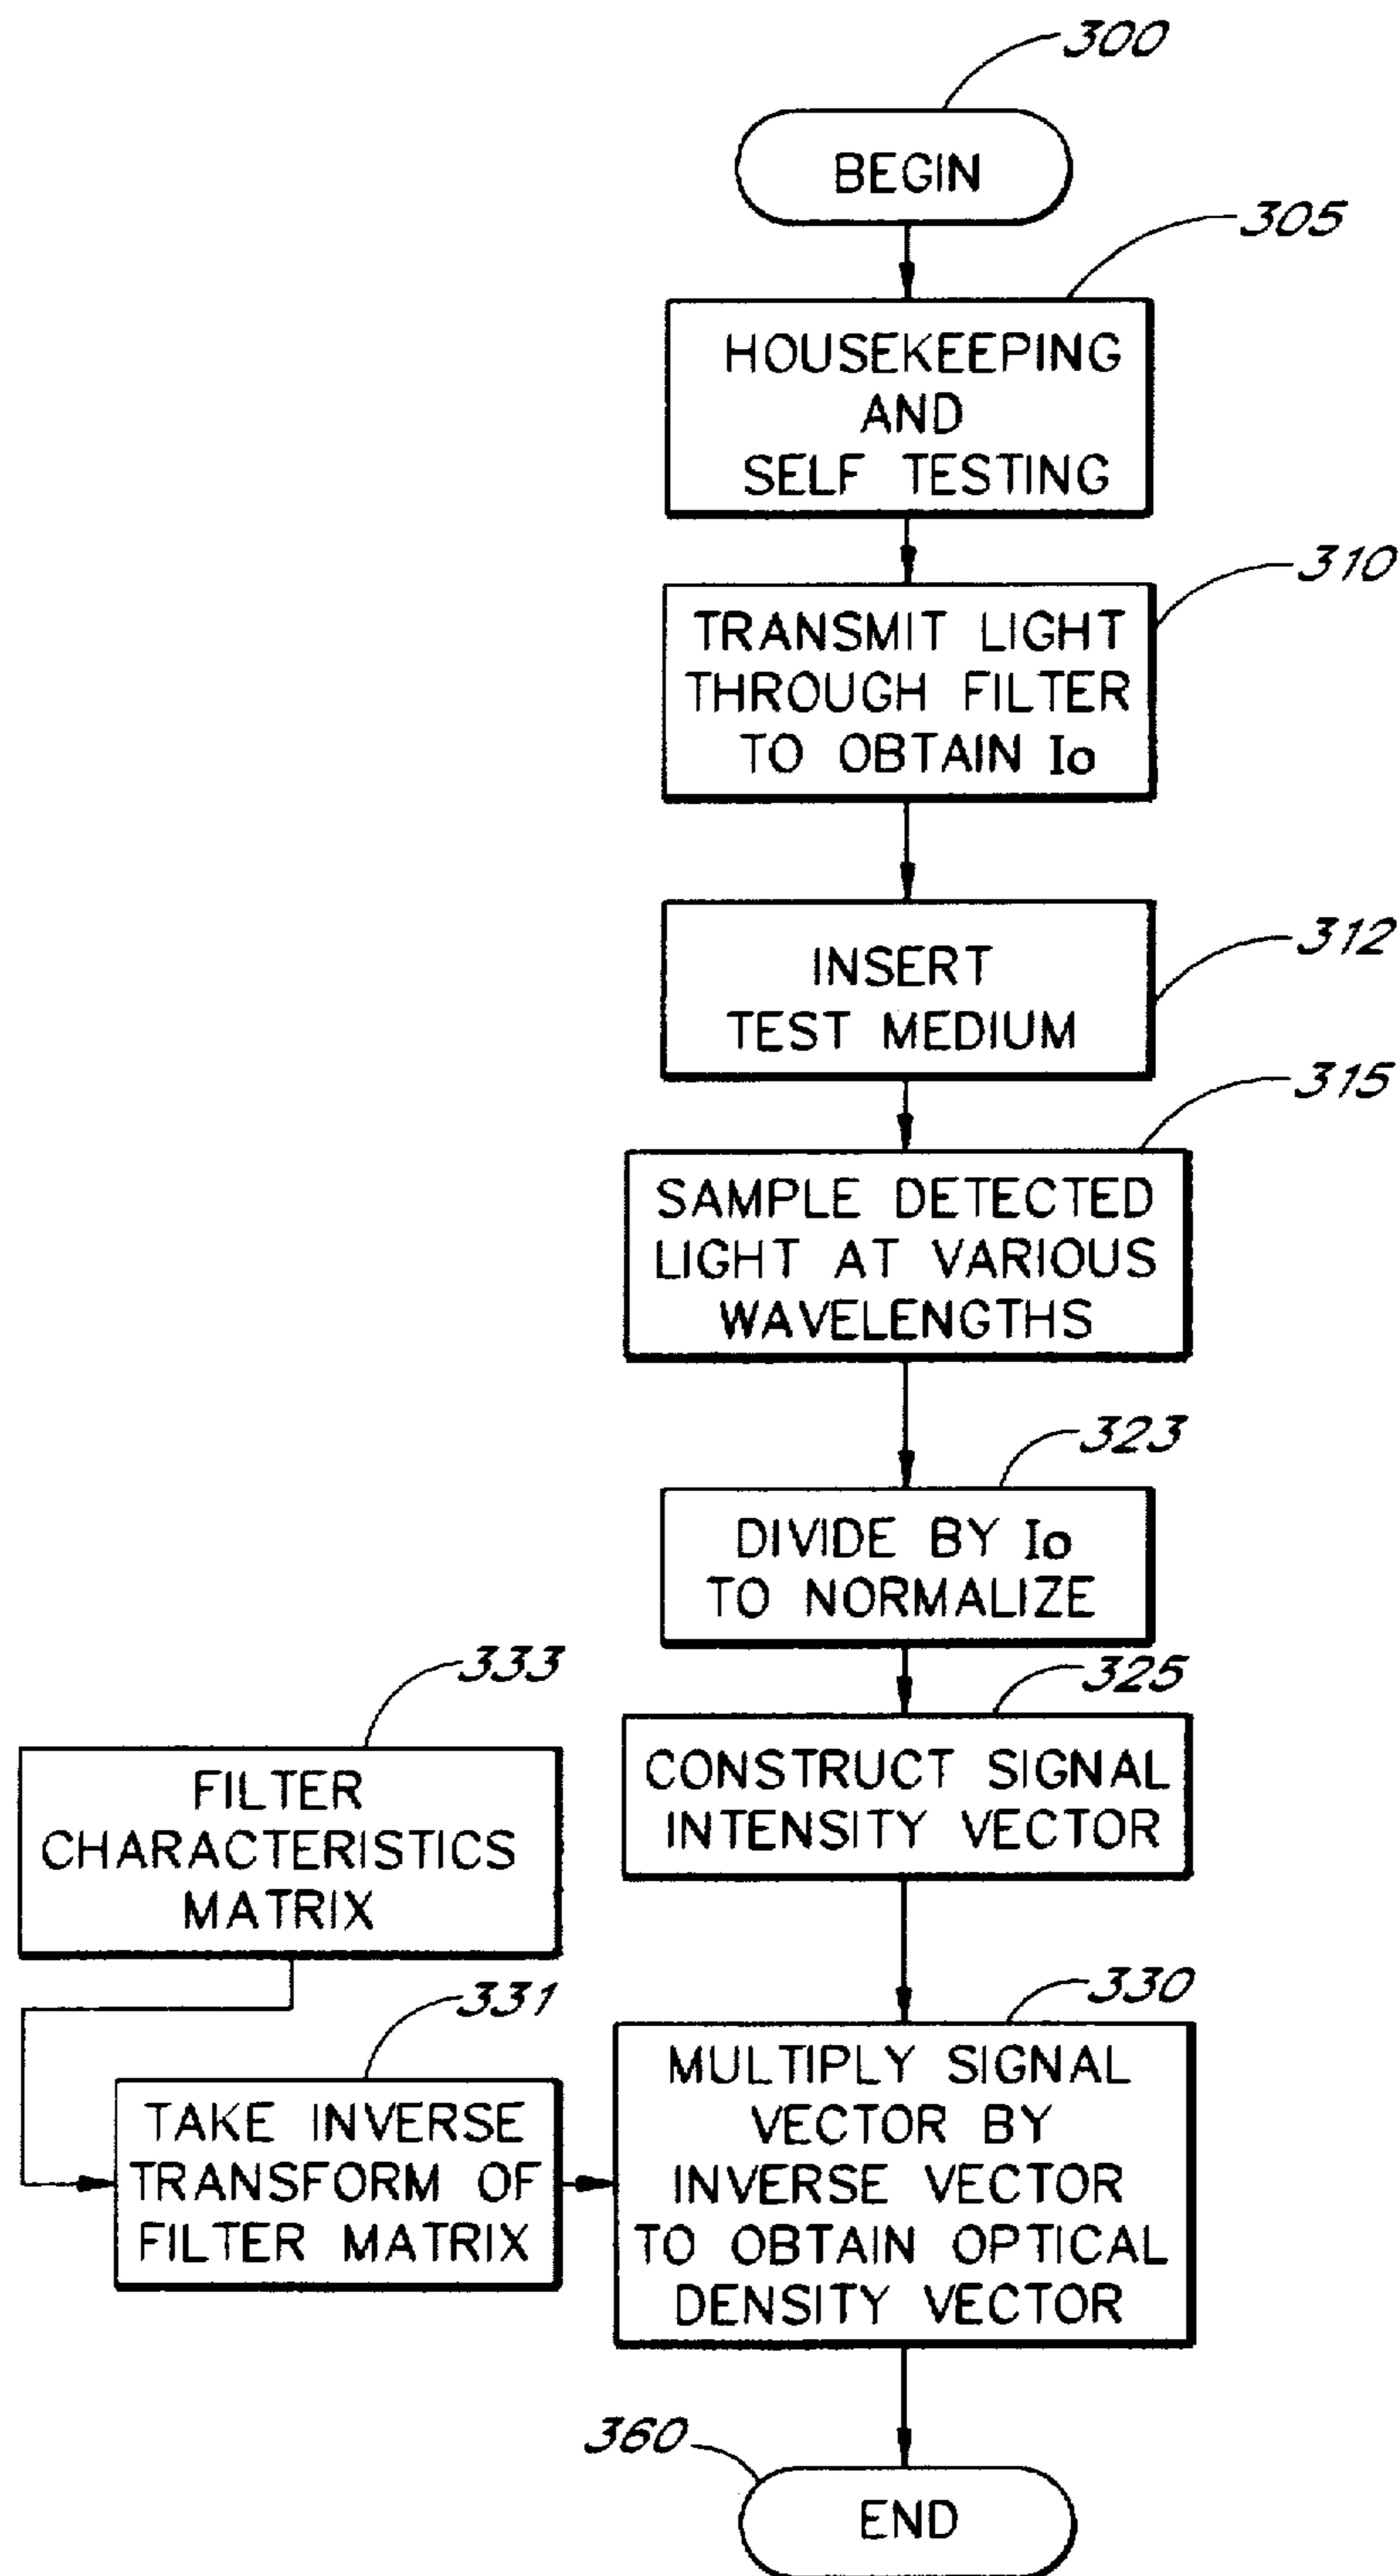 300
BEGIN
305
HOUSEKEEPING
AND
SELF TESTING
310
TRANSMIT LIGHT
THROUGH FILTER
TO OBTAIN Io
312
INSERT
TEST MEDIUM
315
SAMPLE DETECTED
LIGHT AT VARIOUS
WAVELENGTHS
323
DIVIDE BY Io
TO NORMALIZE
325
CONSTRUCT SIGNAL
INTENSITY VECTOR
333
FILTER
CHARACTERISTICS
MATRIX
331
TAKE INVERSE
TRANSFORM OF
FILTER MATRIX
330
MULTIPLY SIGNAL
VECTOR BY
INVERSE VECTOR
TO OBTAIN OPTICAL
DENSITY VECTOR
360
END